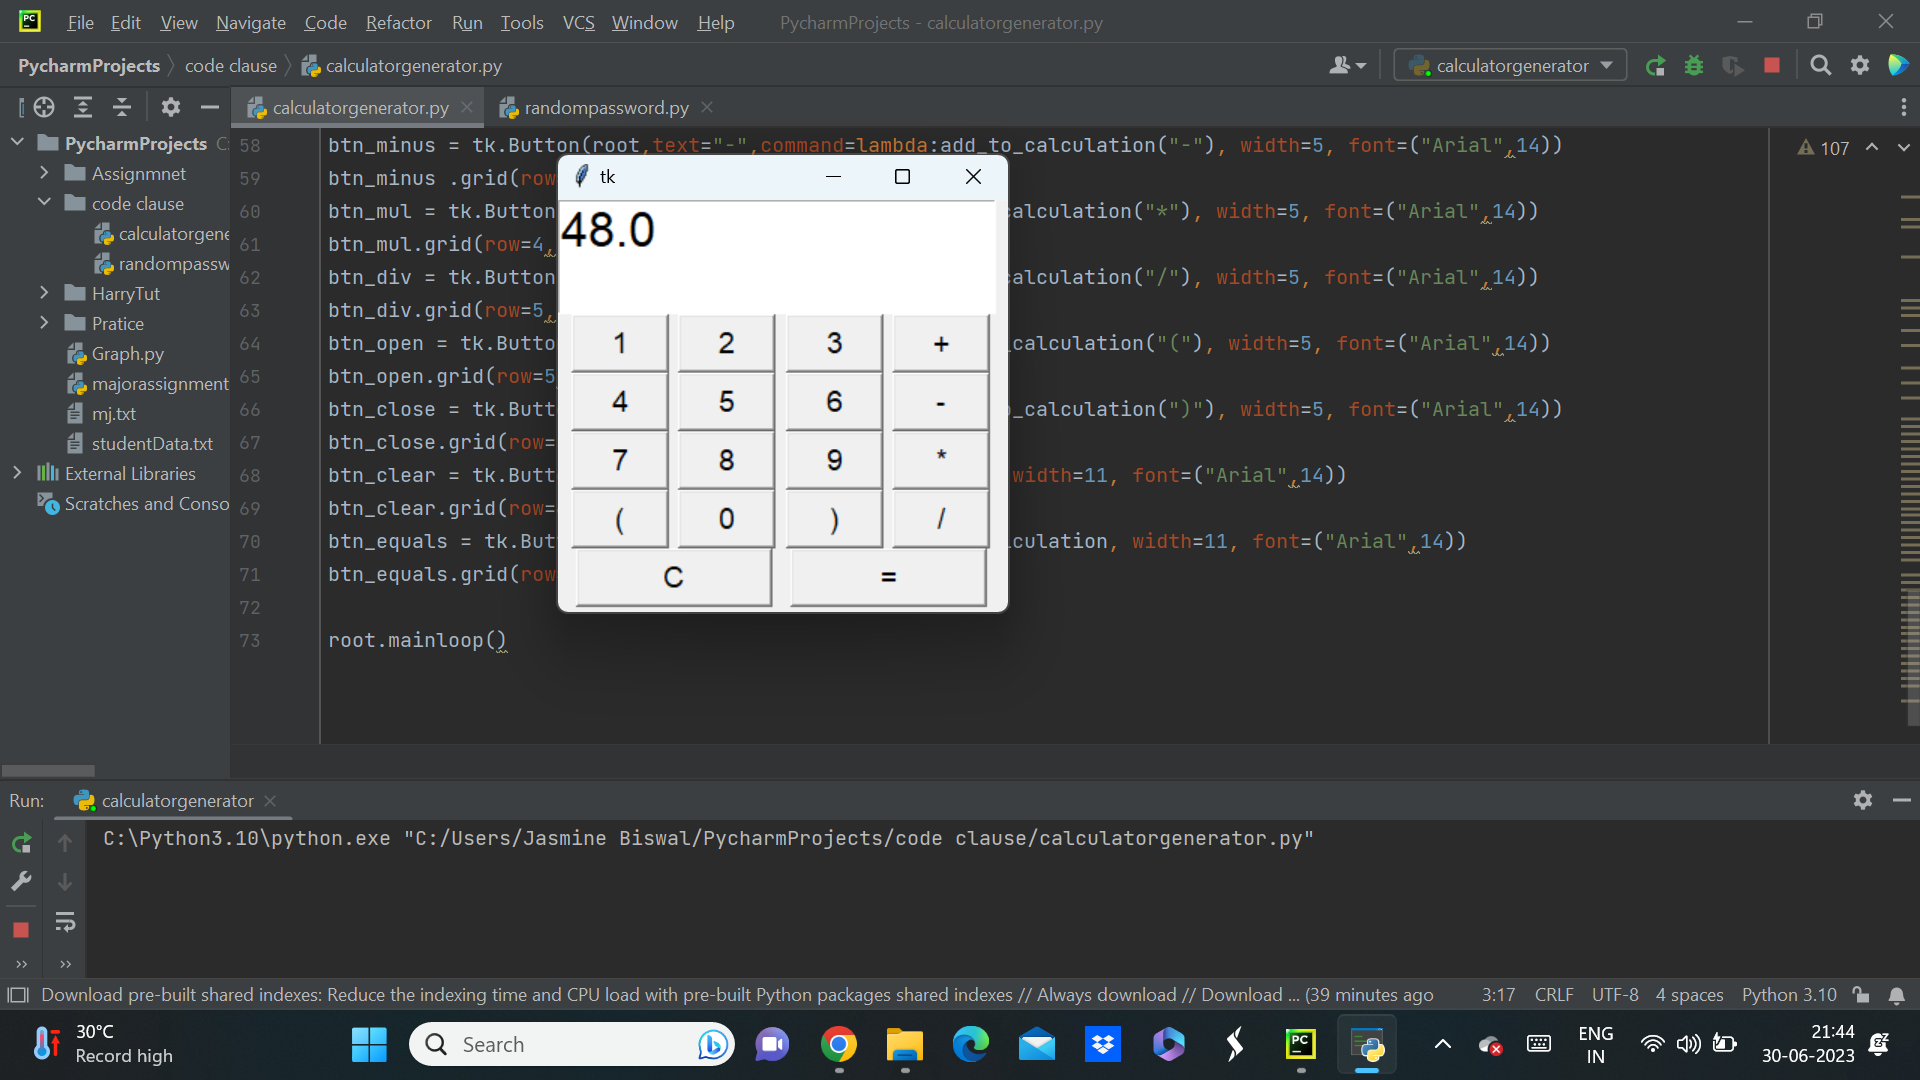 File Edit View Navigate Code Refactor Run Tools VCS Window Help PycharmProjects - calculatorgenerator.py
PycharmProjects code clause calculatorgenerator.py calculatorgenerator
calculatorgenerator.py randompassword.py
PycharmProjects
Assignmnet
code clause
calculatorgene
randompassw
HarryTut
Pratice
Graph.py
majorassignment
mj.txt
studentData.txt
External Libraries
Scratches and Conso
107
58 btn_minus = tk.Button(root,text="-",command=lambda:add_to_calculation("-"), width=5, font=("Arial",14))
59 btn_minus .grid(row
60 btn_mul = tk.Button alculation("*"), width=5, font=("Arial",14))
61 btn_mul.grid(row=4,
62 btn_div = tk.Button alculation("/"), width=5, font=("Arial",14))
63 btn_div.grid(row=5,
64 btn_open = tk.Butto calculation("("), width=5, font=("Arial",14))
65 btn_open.grid(row=5
66 btn_close = tk.Butt _calculation(")"), width=5, font=("Arial",14))
67 btn_close.grid(row=
68 btn_clear = tk.Butt width=11, font=("Arial",14))
69 btn_clear.grid(row=
70 btn_equals = tk.But culation, width=11, font=("Arial",14))
71 btn_equals.grid(row
72
73 root.mainloop()
tk
48.0
1 2 3 +
4 5 6 -
7 8 9 *
( 0 ) /
C =
Run: calculatorgenerator
C:\Python3.10\python.exe "C:/Users/Jasmine Biswal/PycharmProjects/code clause/calculatorgenerator.py"
Download pre-built shared indexes: Reduce the indexing time and CPU load with pre-built Python packages shared indexes // Always download // Download ... (39 minutes ago 3:17 CRLF UTF-8 4 spaces Python 3.10
30°C
Record high
Search
ENG
IN
21:44
30-06-2023